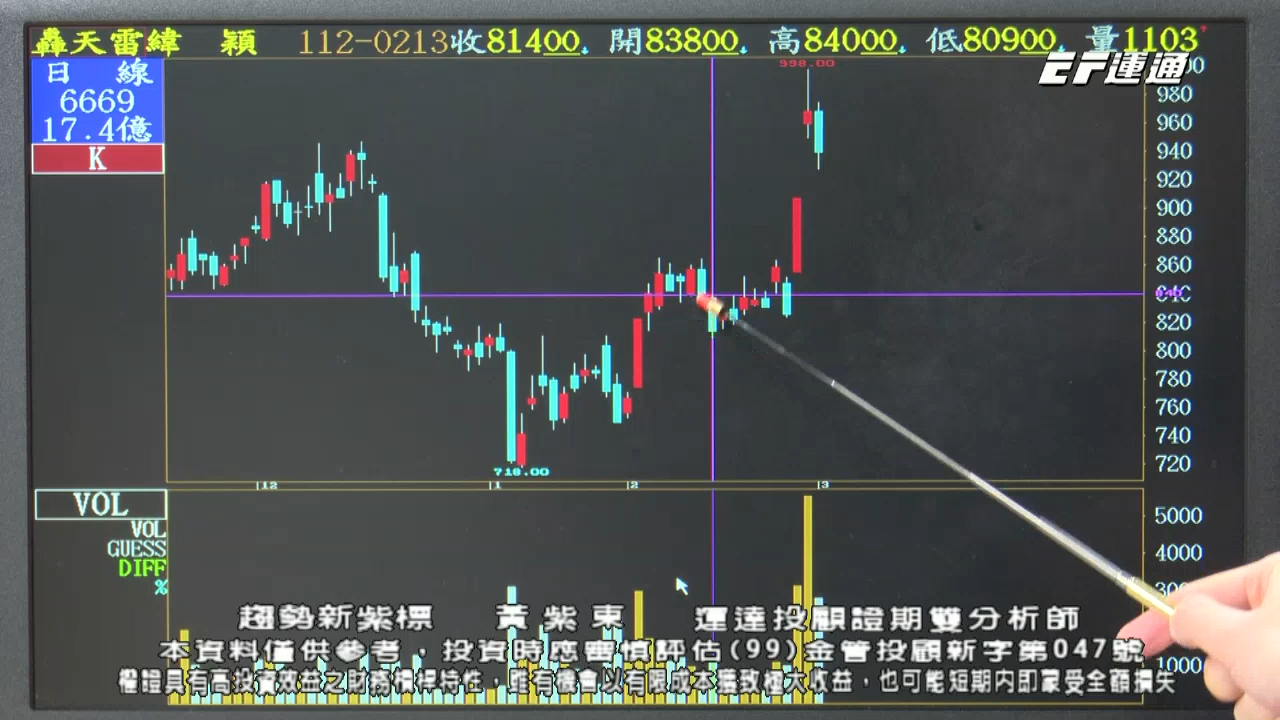 轟天雷緯穎 112-0213收81400. 開83800. 高84000. 低80900. 量1103
EF運通
日線
6669
17.4億
K
998.00
980
960
940
920
900
880
860
840
820
800
780
760
740
720
718.00
12 1 2 3
VOL
VOL
GUESS
DIFF
%
5000
4000
1000
趨勢新紫標 黃紫東 運達投顧證期雙分析師
本資料僅供參考，投資時應審慎評估(99)金管投顧新字第047號
權證具有高投資效益之財務槓桿特性，唯有機會以有限成本獲致極大收益，也可能短期內即蒙受全額損失